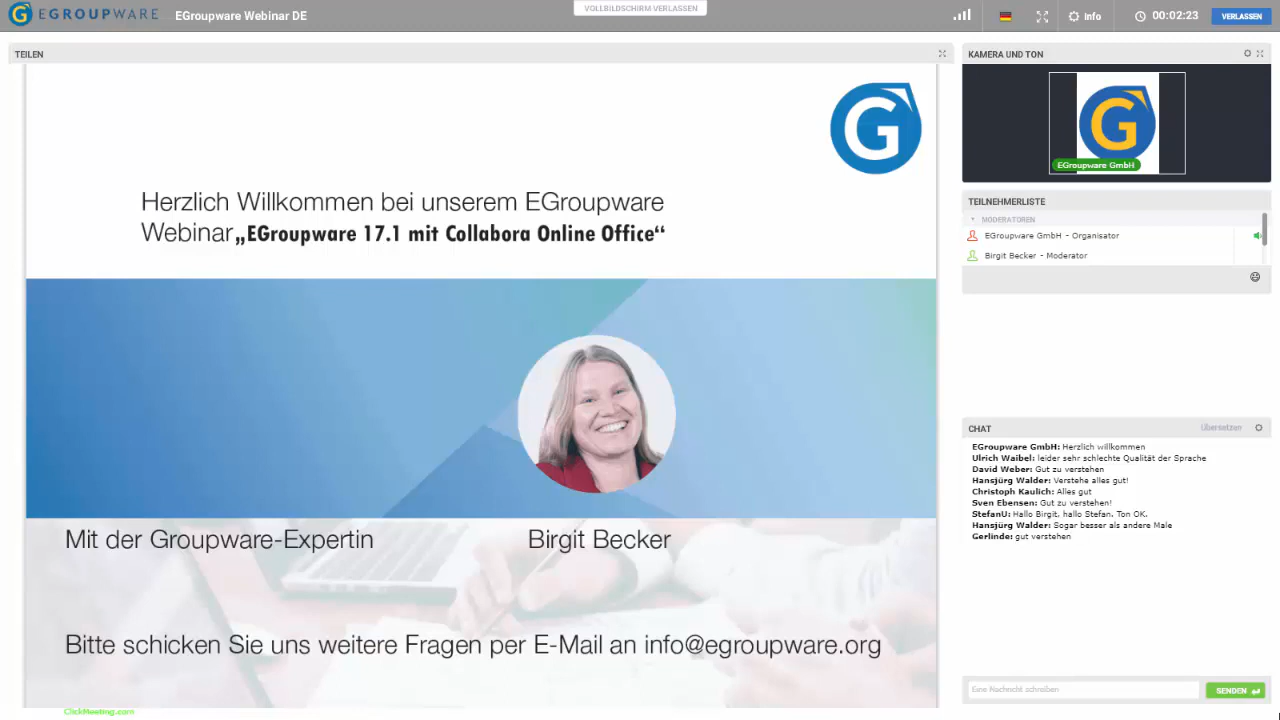 EGROUPWARE EGroupware Webinar DE
VOLLBILDSCHIRM VERLASSEN
Info
00:02:23
VERLASSEN
TEILEN
G
Herzlich Willkommen bei unserem EGroupware
Webinar„EGroupware 17.1 mit Collabora Online Office“
Mit der Groupware-Expertin
Birgit Becker
Bitte schicken Sie uns weitere Fragen per E-Mail an info@egroupware.org
ClickMeeting.com
KAMERA UND TON
G
EGroupware GmbH
TEILNEHMERLISTE
MODERATOREN
EGroupware GmbH - Organisator
Birgit Becker - Moderator
CHAT
Übersetzen
EGroupware GmbH: Herzlich willkommen
Ulrich Waibel: leider sehr schlechte Qualität der Sprache
David Weber: Gut zu verstehen
Hansjürg Walder: Verstehe alles gut!
Christoph Kaulich: Alles gut
Sven Ebensen: Gut zu verstehen!
StefanU: Hallo Birgit, hallo Stefan. Ton OK.
Hansjürg Walder: Sogar besser als andere Male
Gerlinde: gut verstehen
Eine Nachricht schreiben
SENDEN